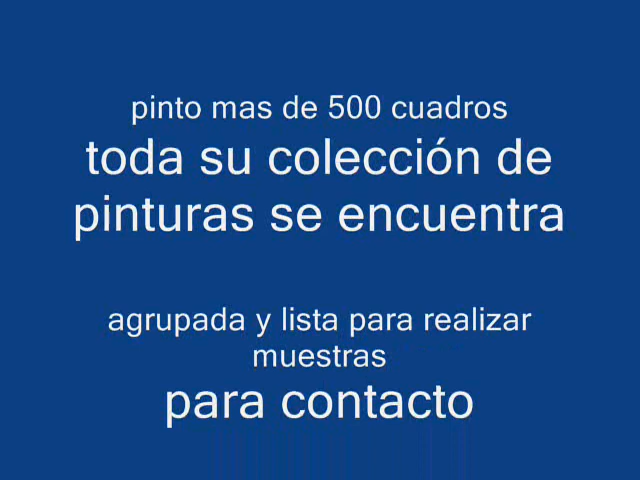 pinto mas de 500 cuadros
toda su colección de
pinturas se encuentra
agrupada y lista para realizar
muestras
para contacto